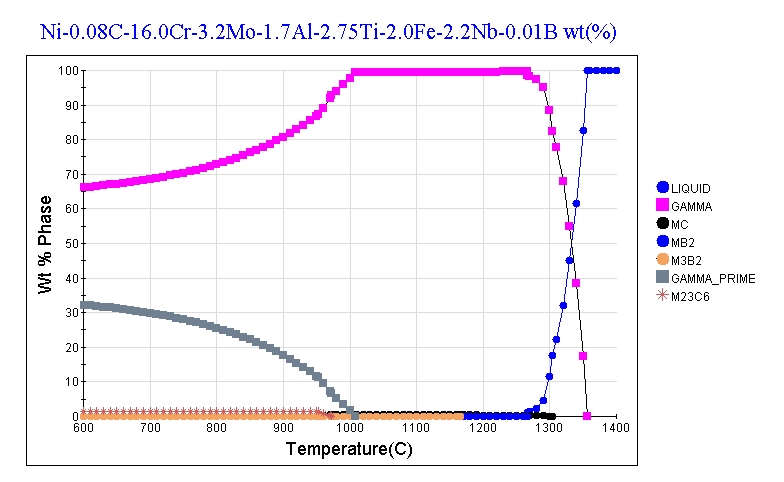 Ni-0.08C-16.0Cr-3.2Mo-1.7Al-2.75Ti-2.0Fe-2.2Nb-0.01B wt(%)
100
90
80
70
60
50
40
30
20
10
0
Wt % Phase
600 700 800 900 1000 1100 1200 1300 1400
Temperature(C)
LIQUID
GAMMA
MC
MB2
M3B2
GAMMA_PRIME
M23C6